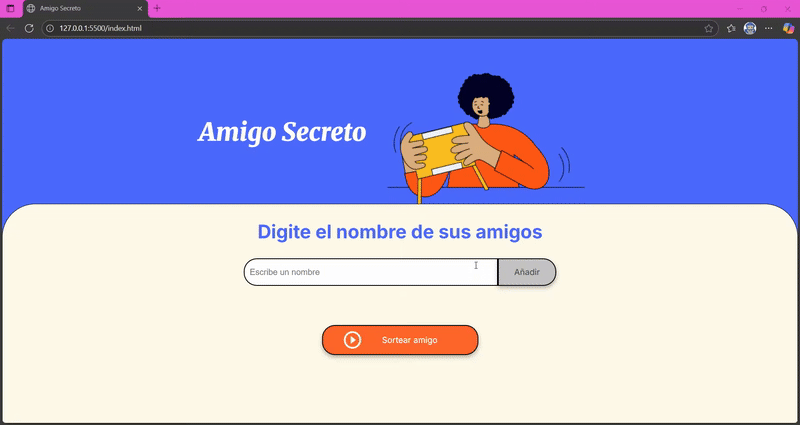 Amigo Secreto
127.0.0.1:5500/index.html
Amigo Secreto
Digite el nombre de sus amigos
Escribe un nombre
Añadir
Sortear amigo